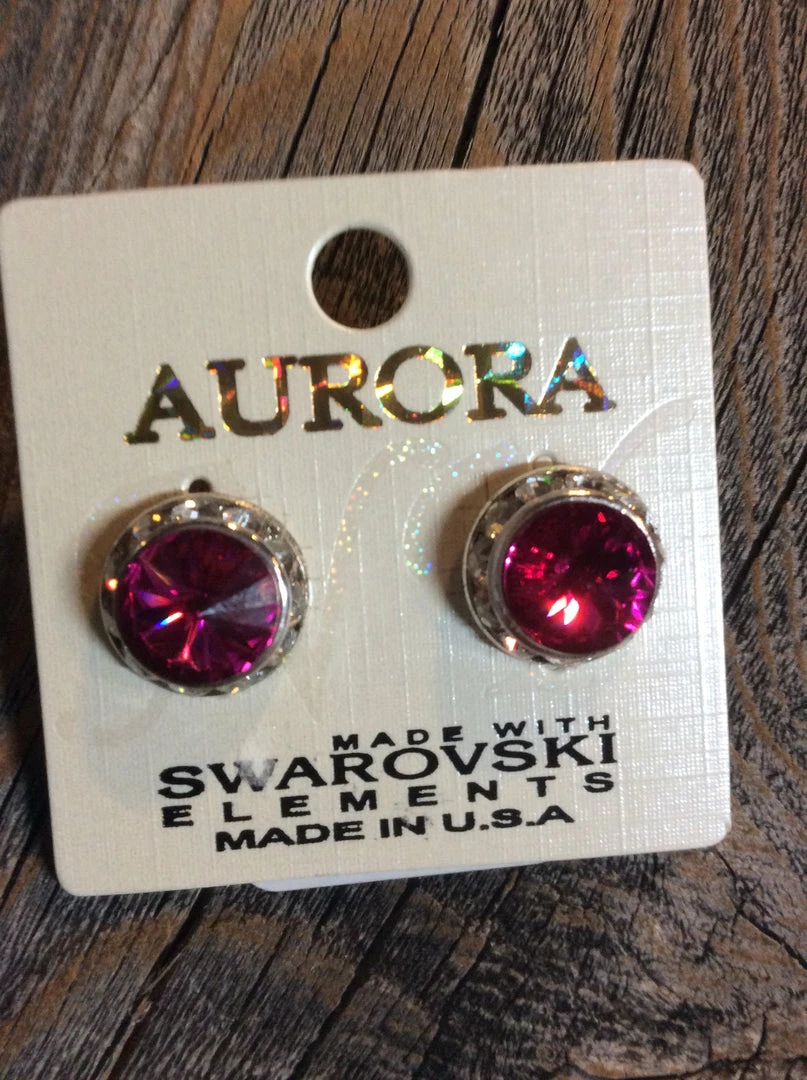 AURORA
MADE WITH
SWAROVSKI
ELEMENTS
MADE IN U.S.A